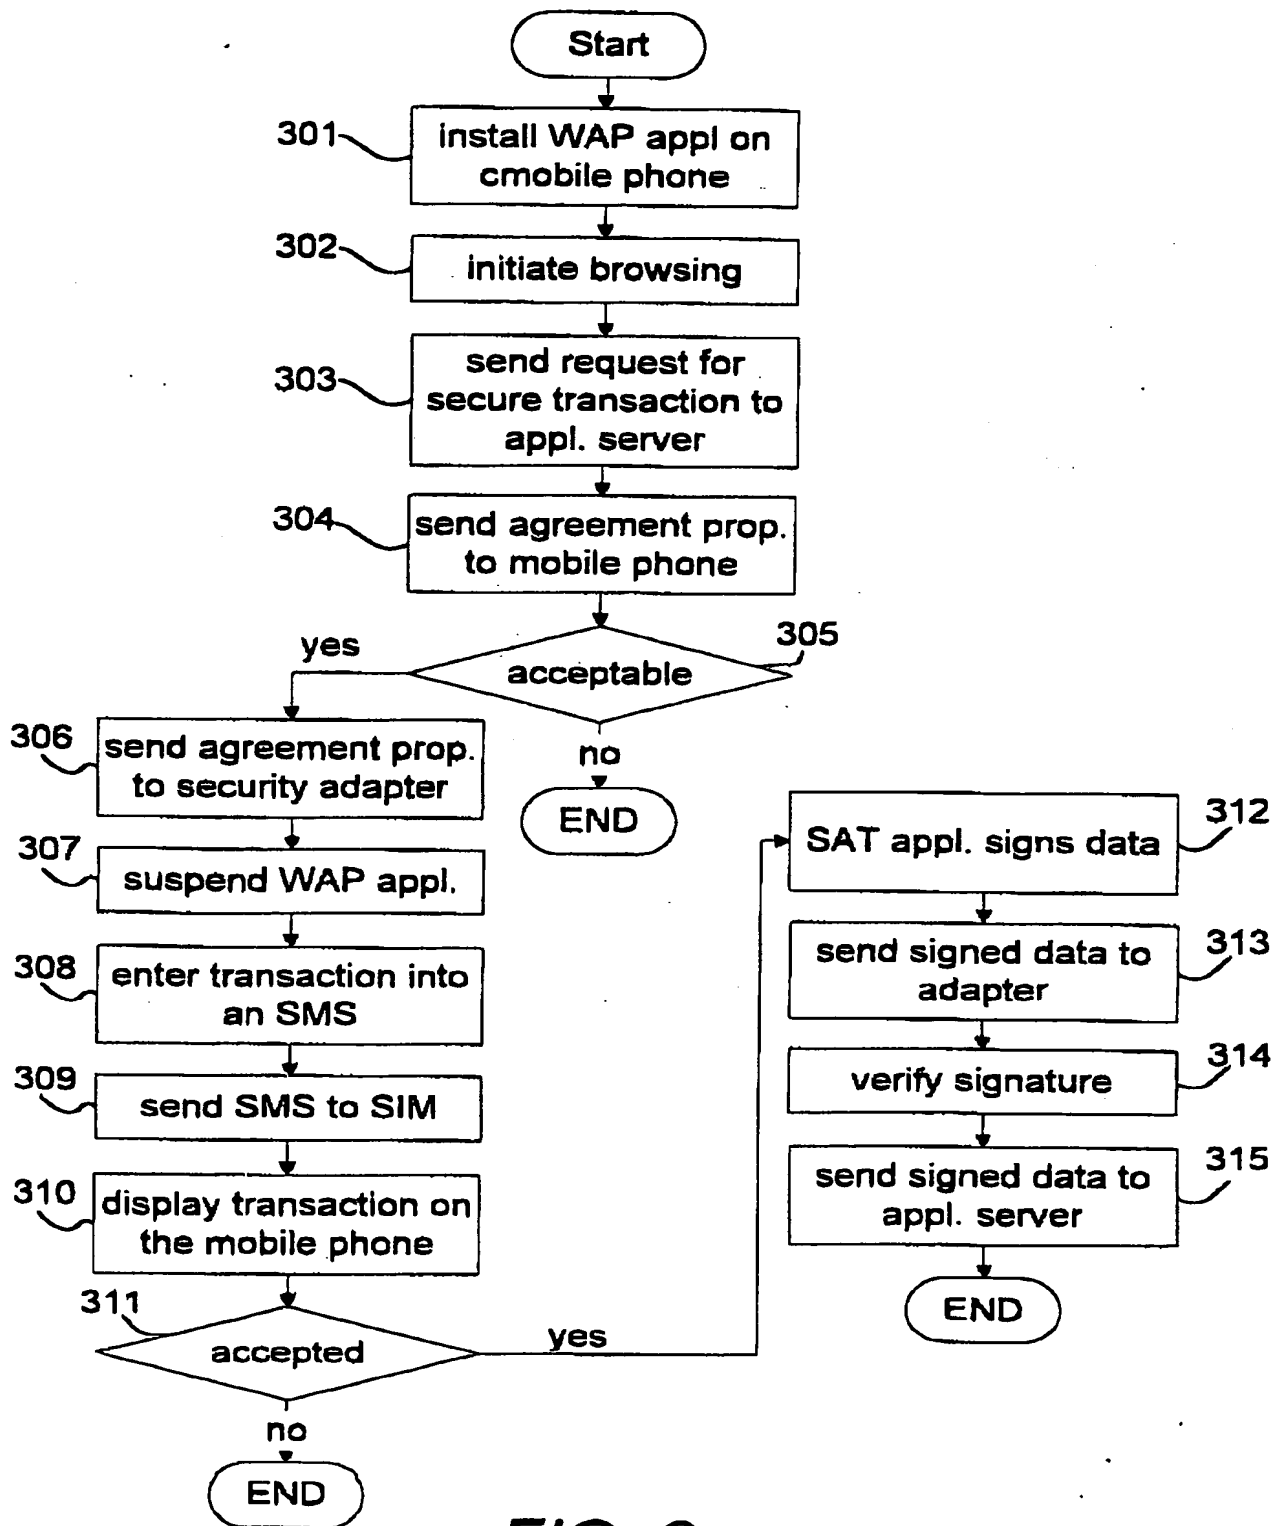 Start
301
install WAP appl on
cmobile phone
302
initiate browsing
303
send request for
secure transaction to
appl. server
304
send agreement prop.
to mobile phone
305
acceptable
yes
no
END
306
send agreement prop.
to security adapter
307
suspend WAP appl.
308
enter transaction into
an SMS
309
send SMS to SIM
310
display transaction on
the mobile phone
311
accepted
yes
no
END
312
SAT appl. signs data
313
send signed data to
adapter
314
verify signature
315
send signed data to
appl. server
END